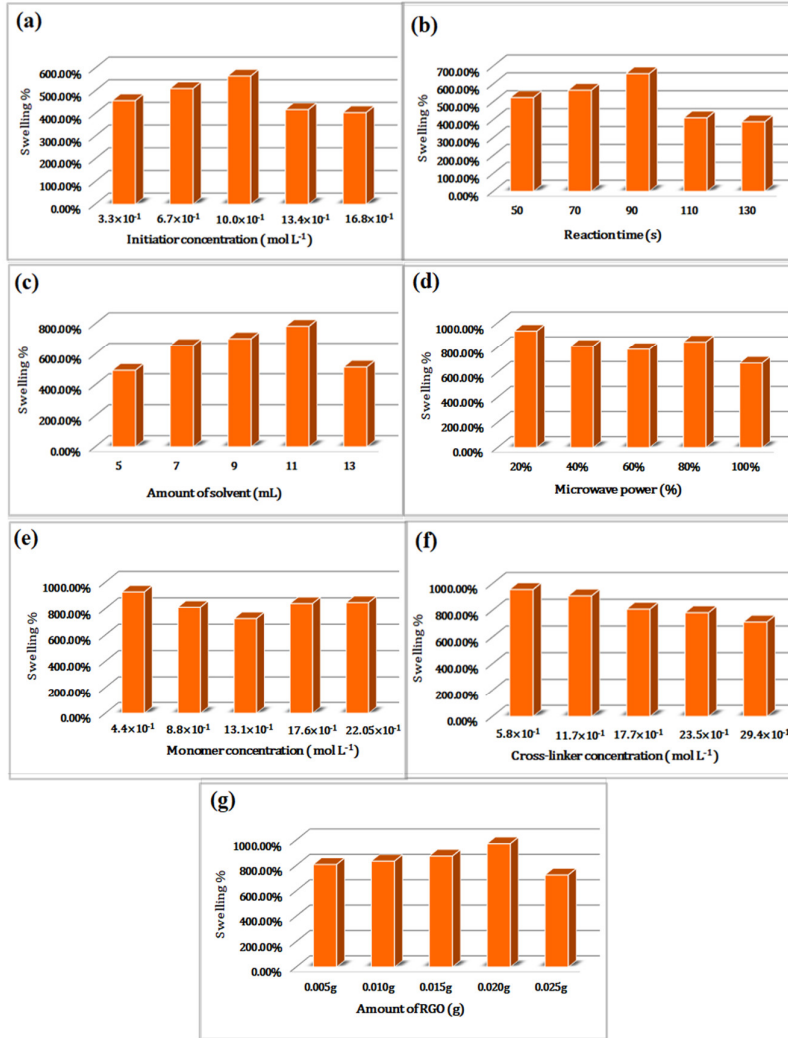 (a)
Swelling %
600.00%
500.00%
400.00%
300.00%
200.00%
100.00%
0.00%
3.3×10⁻¹ 6.7×10⁻¹ 10.0×10⁻¹ 13.4×10⁻¹ 16.8×10⁻¹
Initiatior concentration ( mol L⁻¹)
(b)
Swelling %
700.00%
600.00%
500.00%
400.00%
300.00%
200.00%
100.00%
0.00%
50 70 90 110 130
Reaction time (s)
(c)
Swelling %
800.00%
600.00%
400.00%
200.00%
0.00%
5 7 9 11 13
Amount of solvent (mL)
(d)
Swelling %
1000.00%
800.00%
600.00%
400.00%
200.00%
0.00%
20% 40% 60% 80% 100%
Microwave power (%)
(e)
Swelling %
1000.00%
800.00%
600.00%
400.00%
200.00%
0.00%
4.4×10⁻¹ 8.8×10⁻¹ 13.1×10⁻¹ 17.6×10⁻¹ 22.05×10⁻¹
Monomer concentration ( mol L⁻¹)
(f)
Swelling %
1000.00%
800.00%
600.00%
400.00%
200.00%
0.00%
5.8×10⁻¹ 11.7×10⁻¹ 17.7×10⁻¹ 23.5×10⁻¹ 29.4×10⁻¹
Cross-linker concentration ( mol L⁻¹)
(g)
Swelling %
1000.00%
800.00%
600.00%
400.00%
200.00%
0.00%
0.005g 0.010g 0.015g 0.020g 0.025g
Amount of RGO (g)